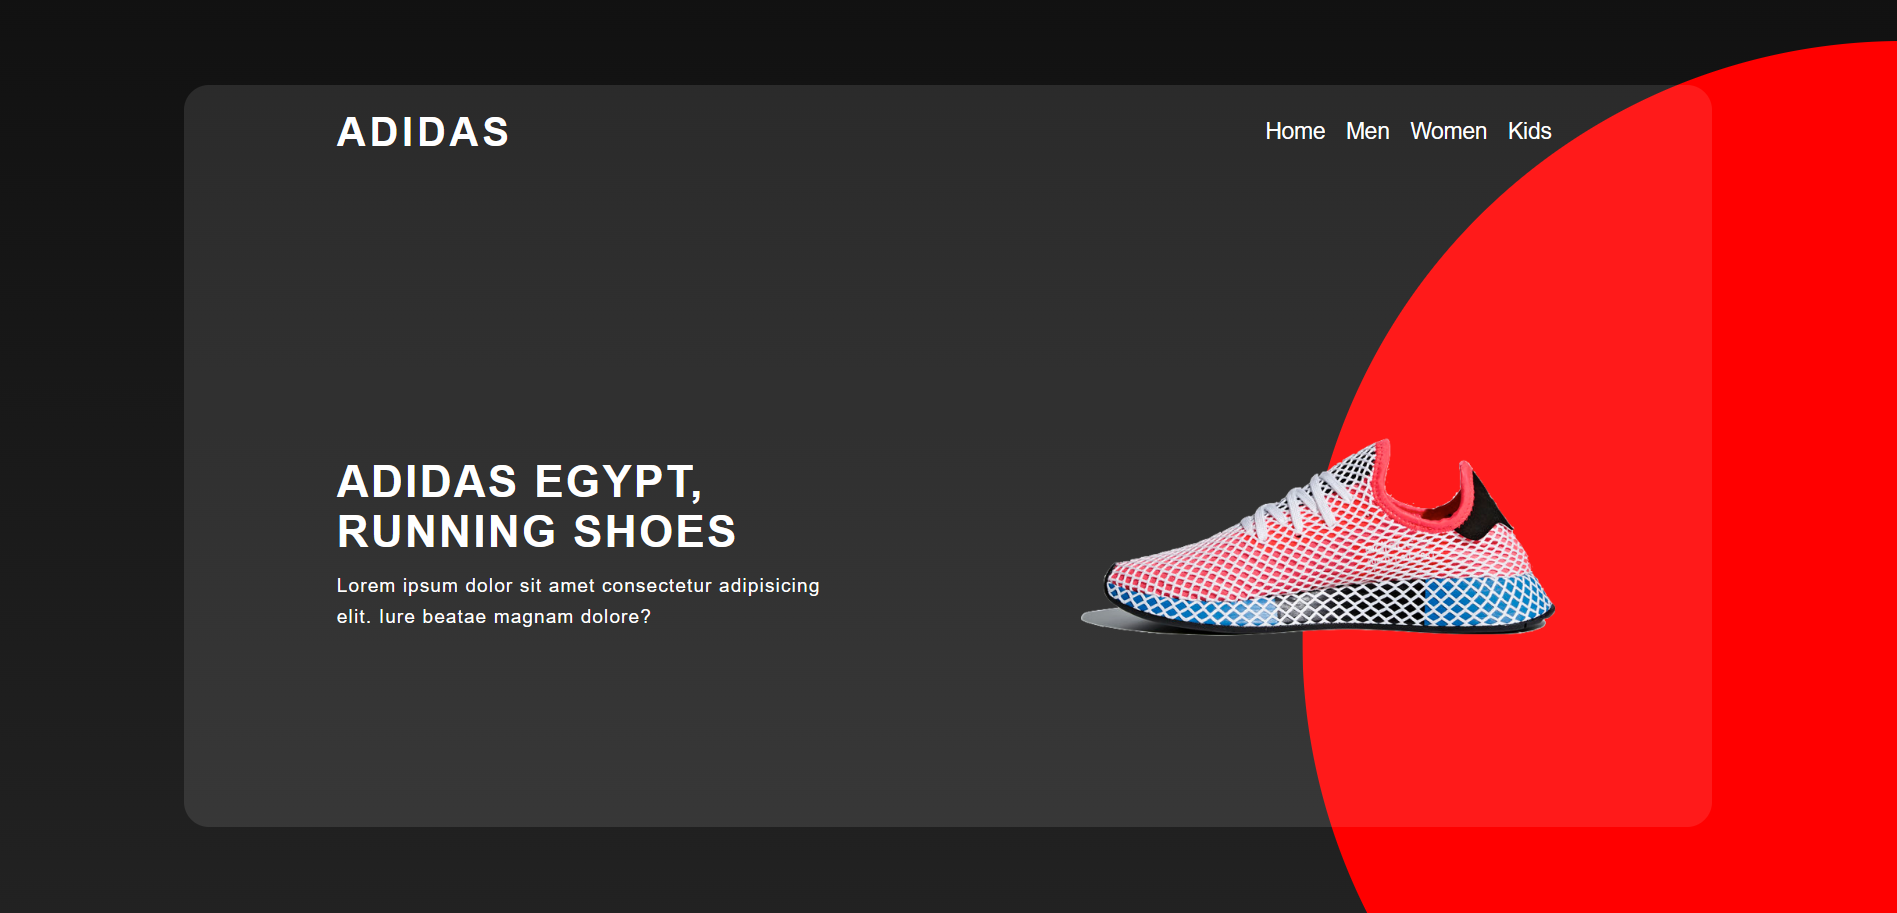 ADIDAS
Home Men Women Kids
ADIDAS EGYPT,
RUNNING SHOES
Lorem ipsum dolor sit amet consectetur adipisicing
elit. Iure beatae magnam dolore?